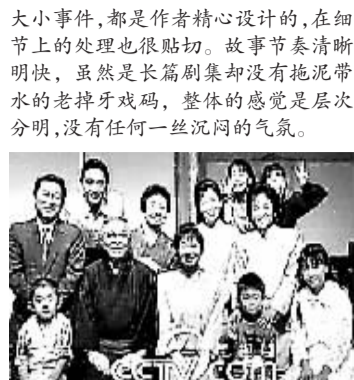 大小事件,都是作者精心设计的,在细
节上的处理也很贴切。故事节奏清晰
明快，虽然是长篇剧集却没有拖泥带
水的老掉牙戏码，整体的感觉是层次
分明,没有任何一丝沉闷的气氛。
CCTV